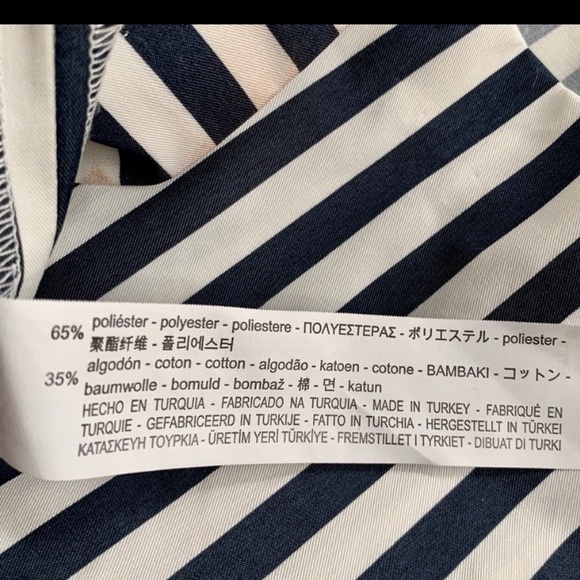 65% poliéster - polyester - poliestere - ΠΟΛΥΕΣΤΕΡΑΣ - ポリエステル - poliester -
聚酯纤维 - 폴리에스터
35% algodón - coton - cotton - algodão - katoen - cotone - BAMBAKI - コットン -
baumwolle - bomuld - bombaž - 棉 - 면 - katun
HECHO EN TURQUIA - FABRICADO NA TURQUIA - MADE IN TURKEY - FABRIQUÉ EN
TURQUIE - GEFABRICEERD IN TURKIJE - FATTO IN TURCHIA - HERGESTELLT IN TÜRKEI
ΚΑΤΑΣΚΕΥΗ ΤΟΥΡΚΙΑ - ÜRETİM YERİ TÜRKİYE - FREMSTILLET I TYRKIET - DIBUAT DI TURKI